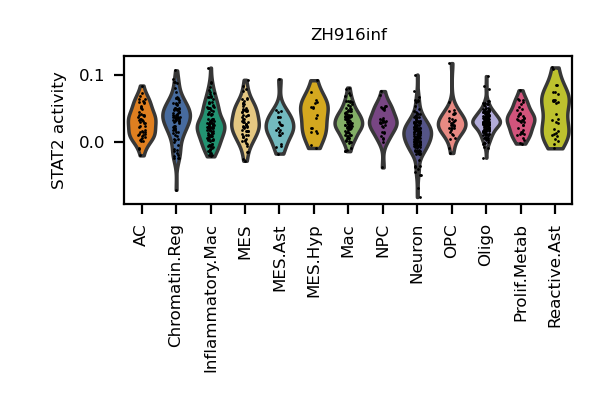 ZH916inf
STAT2 activity
0.1
0.0
AC
Chromatin.Reg
Inflammatory.Mac
MES
MES.Ast
MES.Hyp
Mac
NPC
Neuron
OPC
Oligo
Prolif.Metab
Reactive.Ast